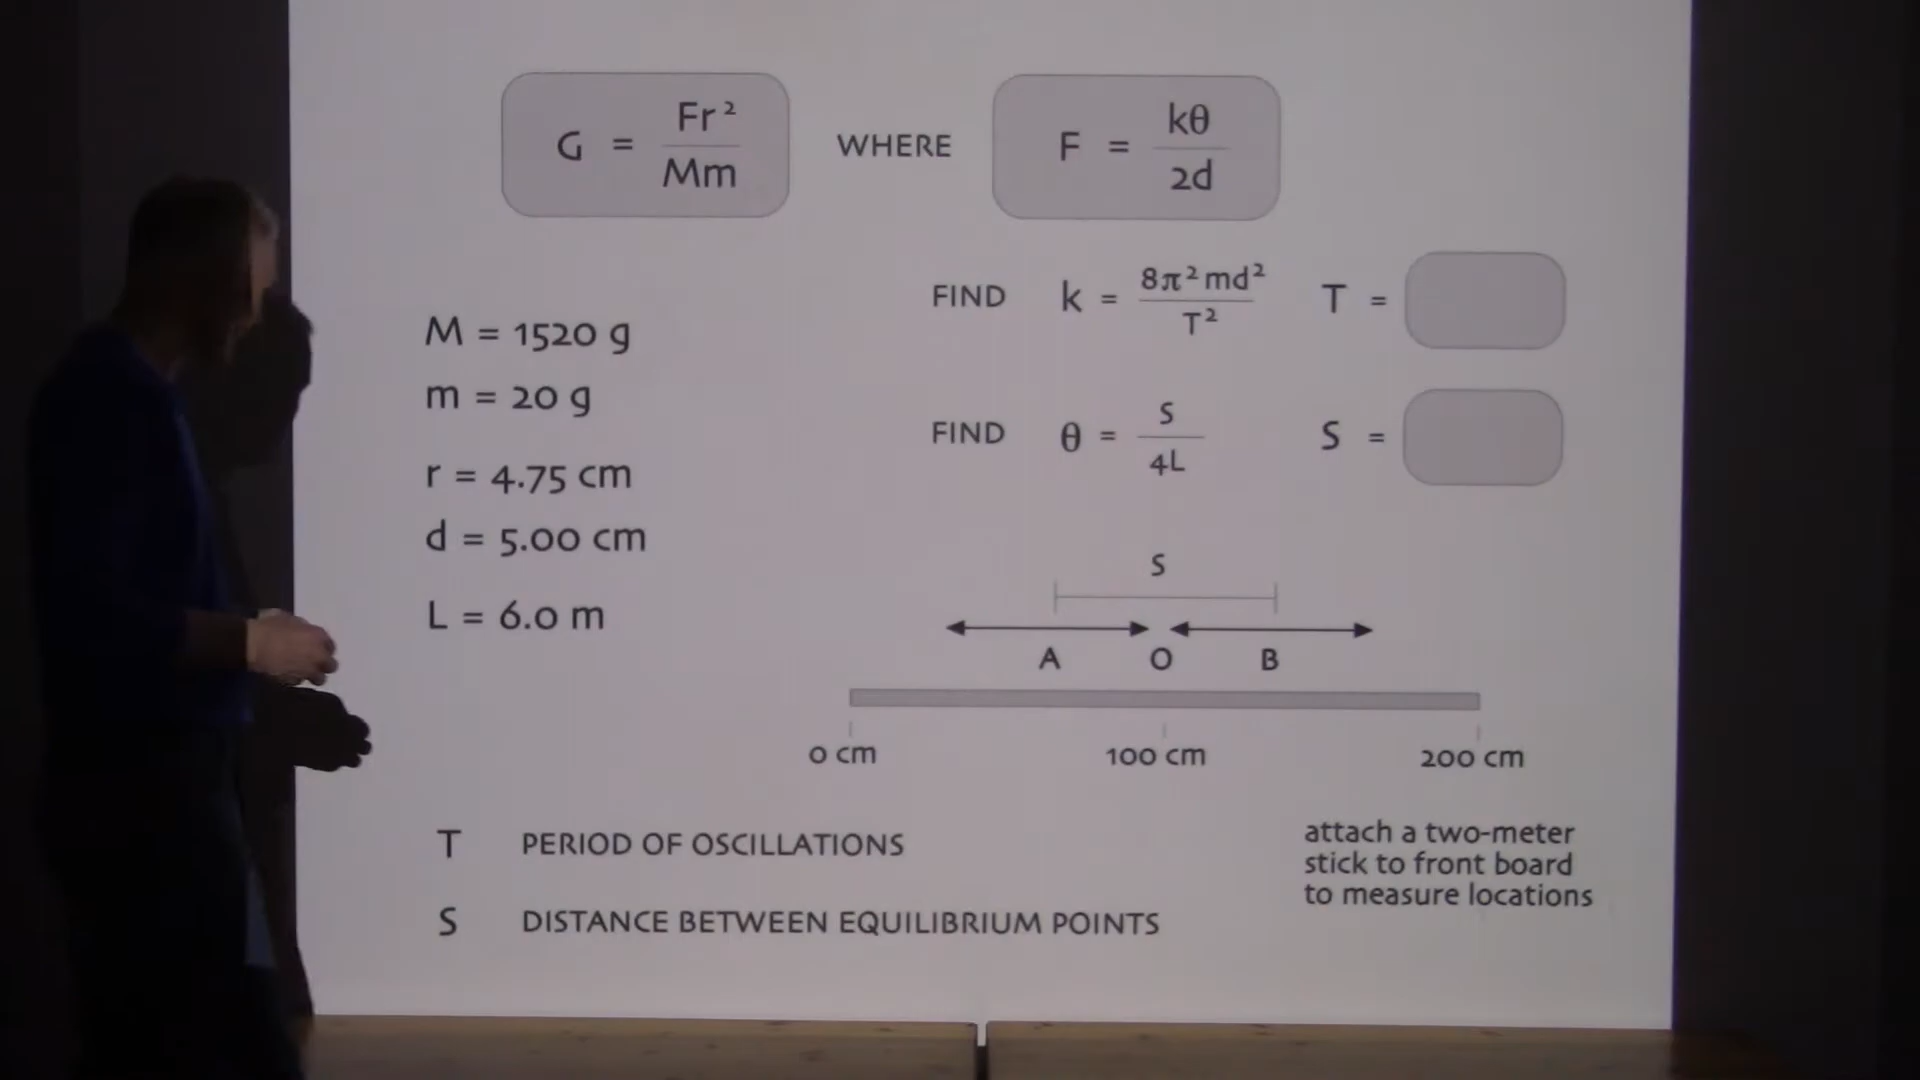 G = Fr² / Mm WHERE F = kθ / 2d
FIND k = 8π²md² / T² T =
M = 1520 g
m = 20 g
FIND θ = S / 4L S =
r = 4.75 cm
d = 5.00 cm
L = 6.0 m
S
A O B
0 cm 100 cm 200 cm
T PERIOD OF OSCILLATIONS
S DISTANCE BETWEEN EQUILIBRIUM POINTS
attach a two-meter
stick to front board
to measure locations